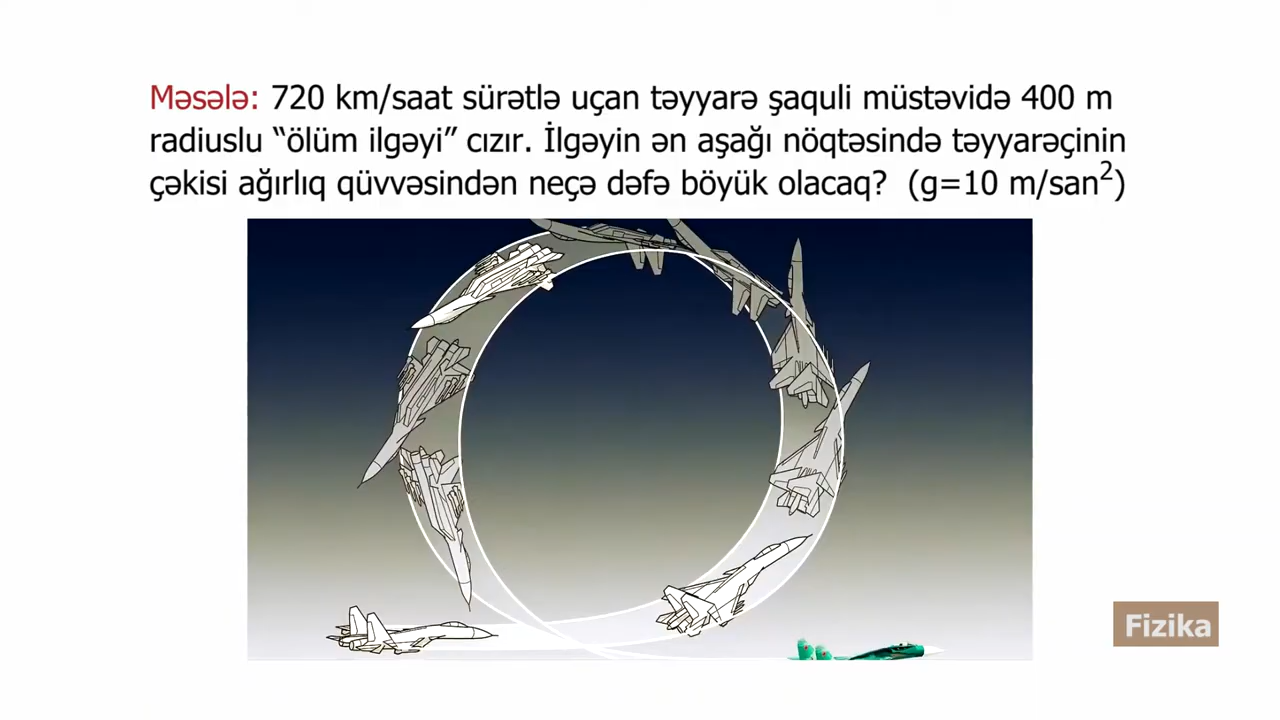 Məsələ: 720 km/saat sürətlə uçan təyyarə şaquli müstəvidə 400 m
radiuslu “ölüm ilgəyi” cızır. İlgəyin ən aşağı nöqtəsində təyyarəçinin
çəkisi ağırlıq qüvvəsindən neçə dəfə böyük olacaq? (g=10 m/san²)
Fizika